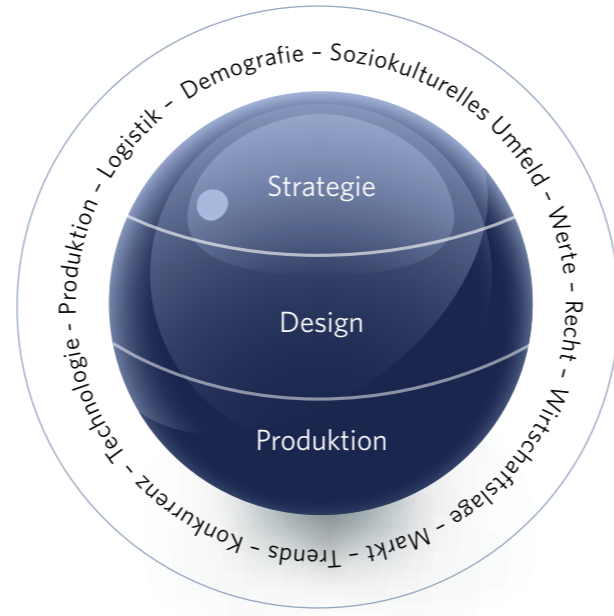 Demografie – Soziokulturelles Umfeld – Werte – Recht – Wirtschaftslage – Markt – Trends – Konkurrenz – Technologie - Produktion – Logistik –
Strategie
Design
Produktion